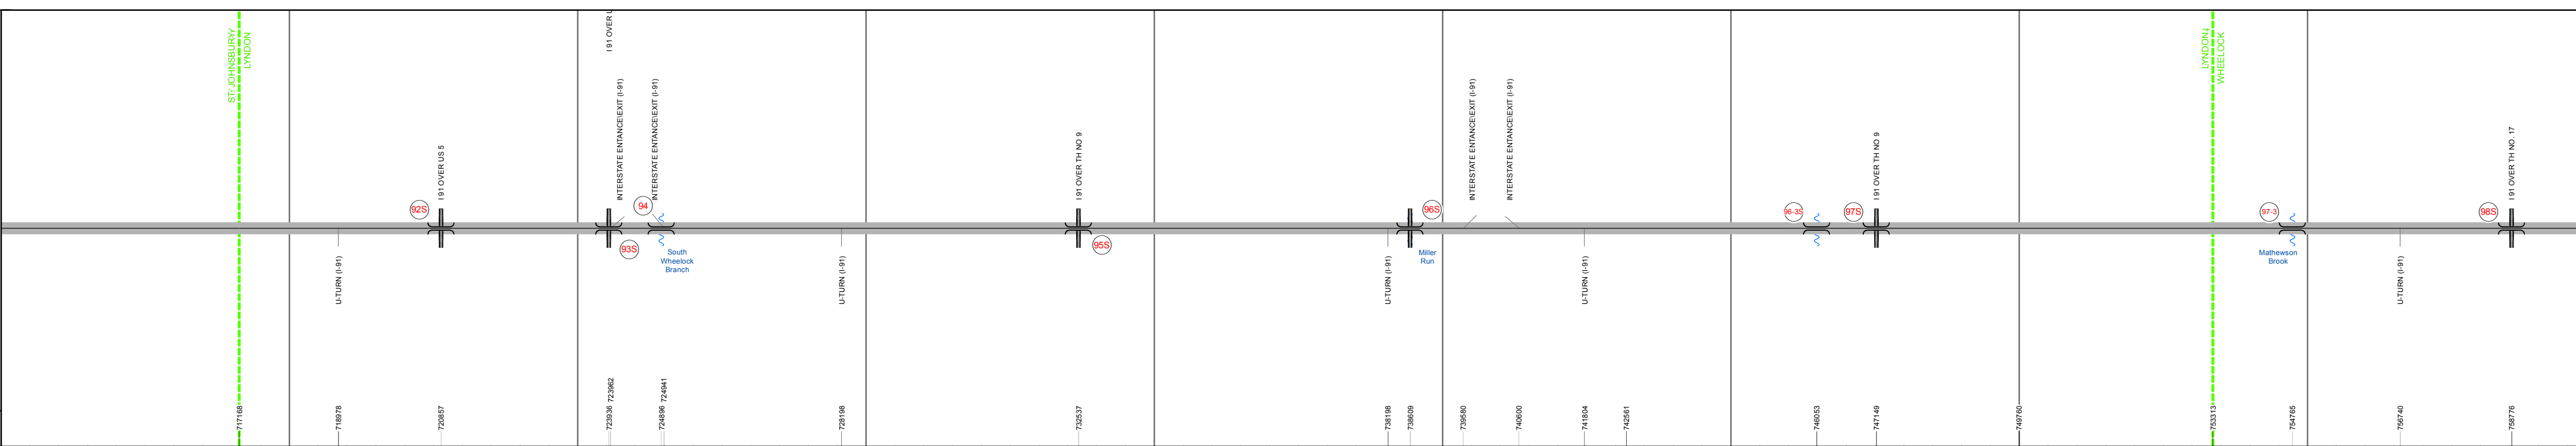 ST. JOHNSBURY
LYNDON
I 91 OVER US 5
I 91 OVER
INTERSTATE ENTANCE\EXIT (I-91)
INTERSTATE ENTANCE\EXIT (I-91)
I 91 OVER TH NO 9
INTERSTATE ENTANCE\EXIT (I-91)
INTERSTATE ENTANCE\EXIT (I-91)
I 91 OVER TH NO 9
LYNDON
WHEELOCK
I 91 OVER TH NO. 17
92S
93S
94
95S
96S
96-3S
97S
97-3
98S
South
Wheelock
Branch
Miller
Run
Mathewson
Brook
U-TURN (I-91)
U-TURN (I-91)
U-TURN (I-91)
U-TURN (I-91)
U-TURN (I-91)
717168
718978
720857
723936
723962
724896
724941
728198
732537
738198
738609
739580
740600
741804
742561
746053
747149
749760
753313
754765
756740
758776